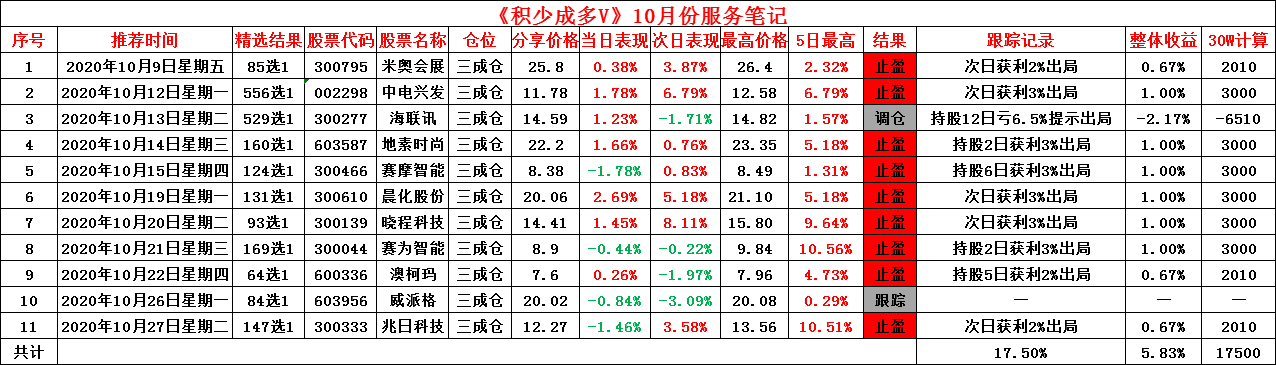 《积少成多V》10月份服务笔记
序号 推荐时间 精选结果 股票代码 股票名称 仓位 分享价格 当日表现 次日表现 最高价格 5日最高 结果 跟踪记录 整体收益 30W计算
1 2020年10月9日星期五 85选1 300795 米奥会展 三成仓 25.8 0.38% 3.87% 26.4 2.32% 止盈 次日获利2%出局 0.67% 2010
2 2020年10月12日星期一 556选1 002298 中电兴发 三成仓 11.78 1.78% 6.79% 12.58 6.79% 止盈 次日获利3%出局 1.00% 3000
3 2020年10月13日星期二 529选1 300277 海联讯 三成仓 14.59 1.23% -1.71% 14.82 1.57% 调仓 持股12日亏6.5%提示出局 -2.17% -6510
4 2020年10月14日星期三 160选1 603587 地素时尚 三成仓 22.2 1.66% 0.76% 23.35 5.18% 止盈 持股2日获利3%出局 1.00% 3000
5 2020年10月15日星期四 124选1 300466 赛摩智能 三成仓 8.38 -1.78% 0.83% 8.49 1.31% 止盈 持股6日获利3%出局 1.00% 3000
6 2020年10月19日星期一 131选1 300610 晨化股份 三成仓 20.06 2.69% 5.18% 21.10 5.18% 止盈 次日获利3%出局 1.00% 3000
7 2020年10月20日星期二 93选1 300139 晓程科技 三成仓 14.41 1.45% 8.11% 15.80 9.64% 止盈 次日获利3%出局 1.00% 3000
8 2020年10月21日星期三 169选1 300044 赛为智能 三成仓 8.9 -0.44% -0.22% 9.84 10.56% 止盈 持股2日获利3%出局 1.00% 3000
9 2020年10月22日星期四 64选1 600336 澳柯玛 三成仓 7.6 0.26% -1.97% 7.96 4.73% 止盈 持股5日获利2%出局 0.67% 2010
10 2020年10月26日星期一 84选1 603956 威派格 三成仓 20.02 -0.84% -3.09% 20.08 0.29% 跟踪 — — —
11 2020年10月27日星期二 147选1 300333 兆日科技 三成仓 12.27 -1.46% 3.58% 13.56 10.51% 止盈 次日获利2%出局 0.67% 2010
共计 17.50% 5.83% 17500